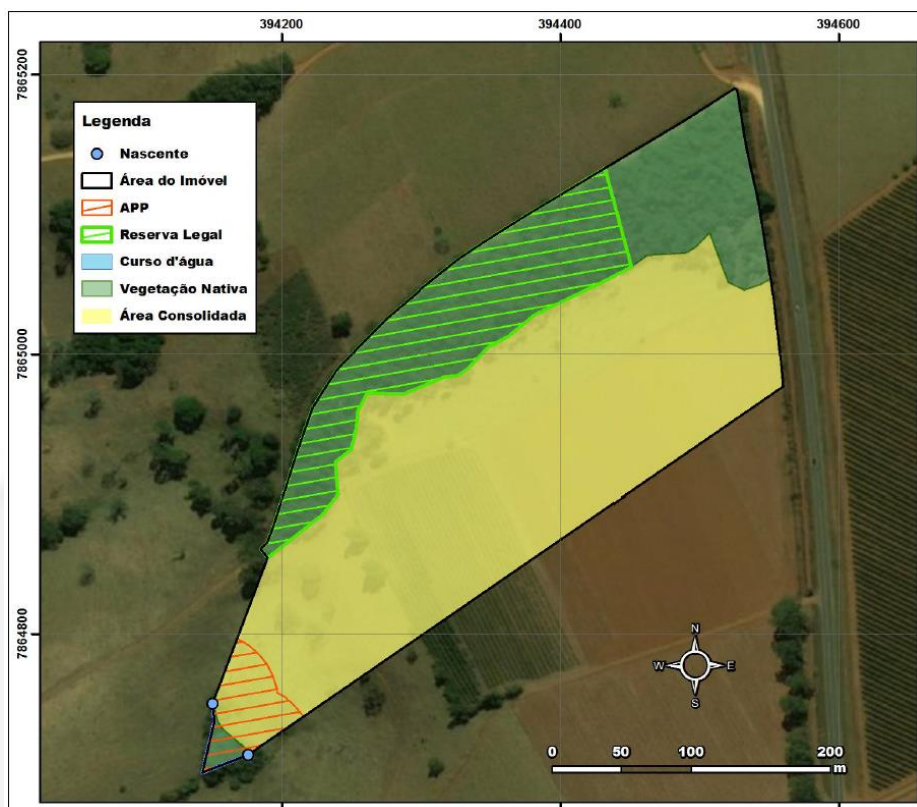 394200 394400 394600
7865200
7865000
7864800
Legenda
Nascente
Área do Imóvel
APP
Reserva Legal
Curso d'água
Vegetação Nativa
Área Consolidada
N
W E
S
0 50 100 200
m